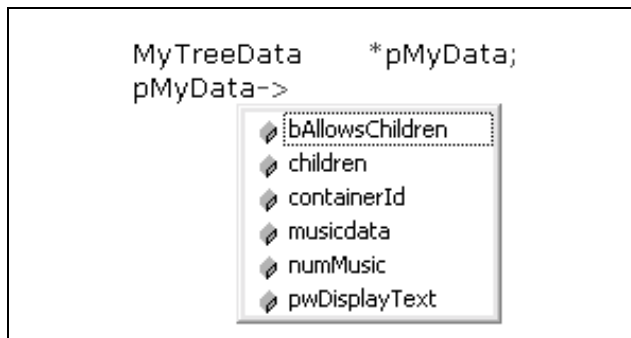 MyTreeData *pMyData;
pMyData->
bAllowsChildren
children
containerId
musicdata
numMusic
pwDisplayText